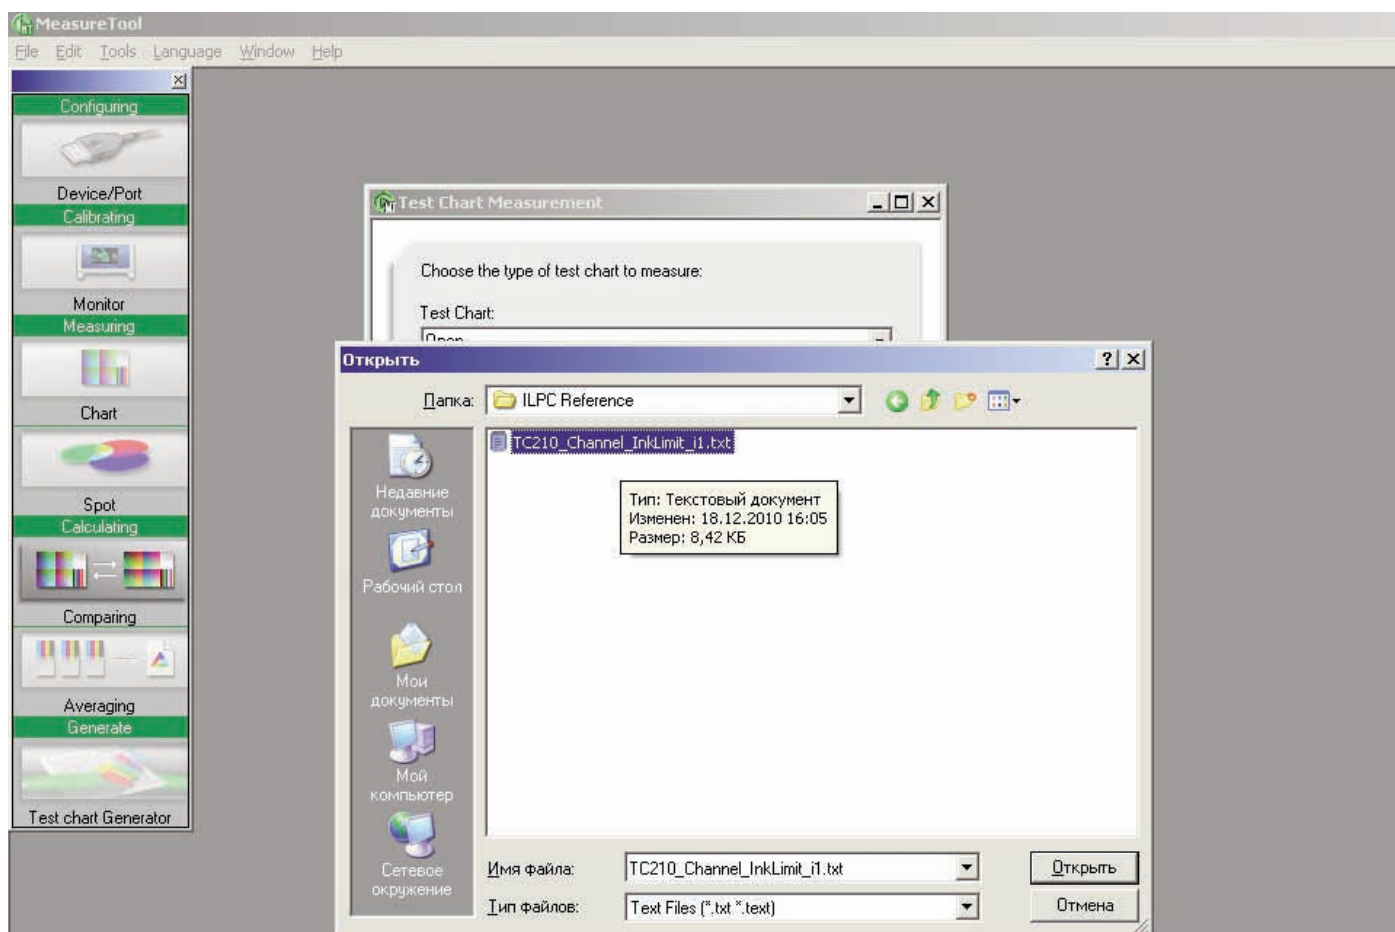 MeasureTool
File Edit Tools Language Window Help
Configuring
Device/Port
Calibrating
Monitor
Measuring
Chart
Spot
Calculating
Comparing
Averaging
Generate
Test chart Generator
Test Chart Measurement
Choose the type of test chart to measure:
Test Chart:
Open
Открыть
Папка: ILPC Reference
TC210_Channel_InkLimit_i1.txt
Тип: Текстовый документ
Изменен: 18.12.2010 16:05
Размер: 8,42 КБ
Недавние
документы
Рабочий стол
Мои
документы
Мой
компьютер
Сетевое
окружение
Имя файла: TC210_Channel_InkLimit_i1.txt Открыть
Тип файлов: Text Files (*.txt *.text) Отмена